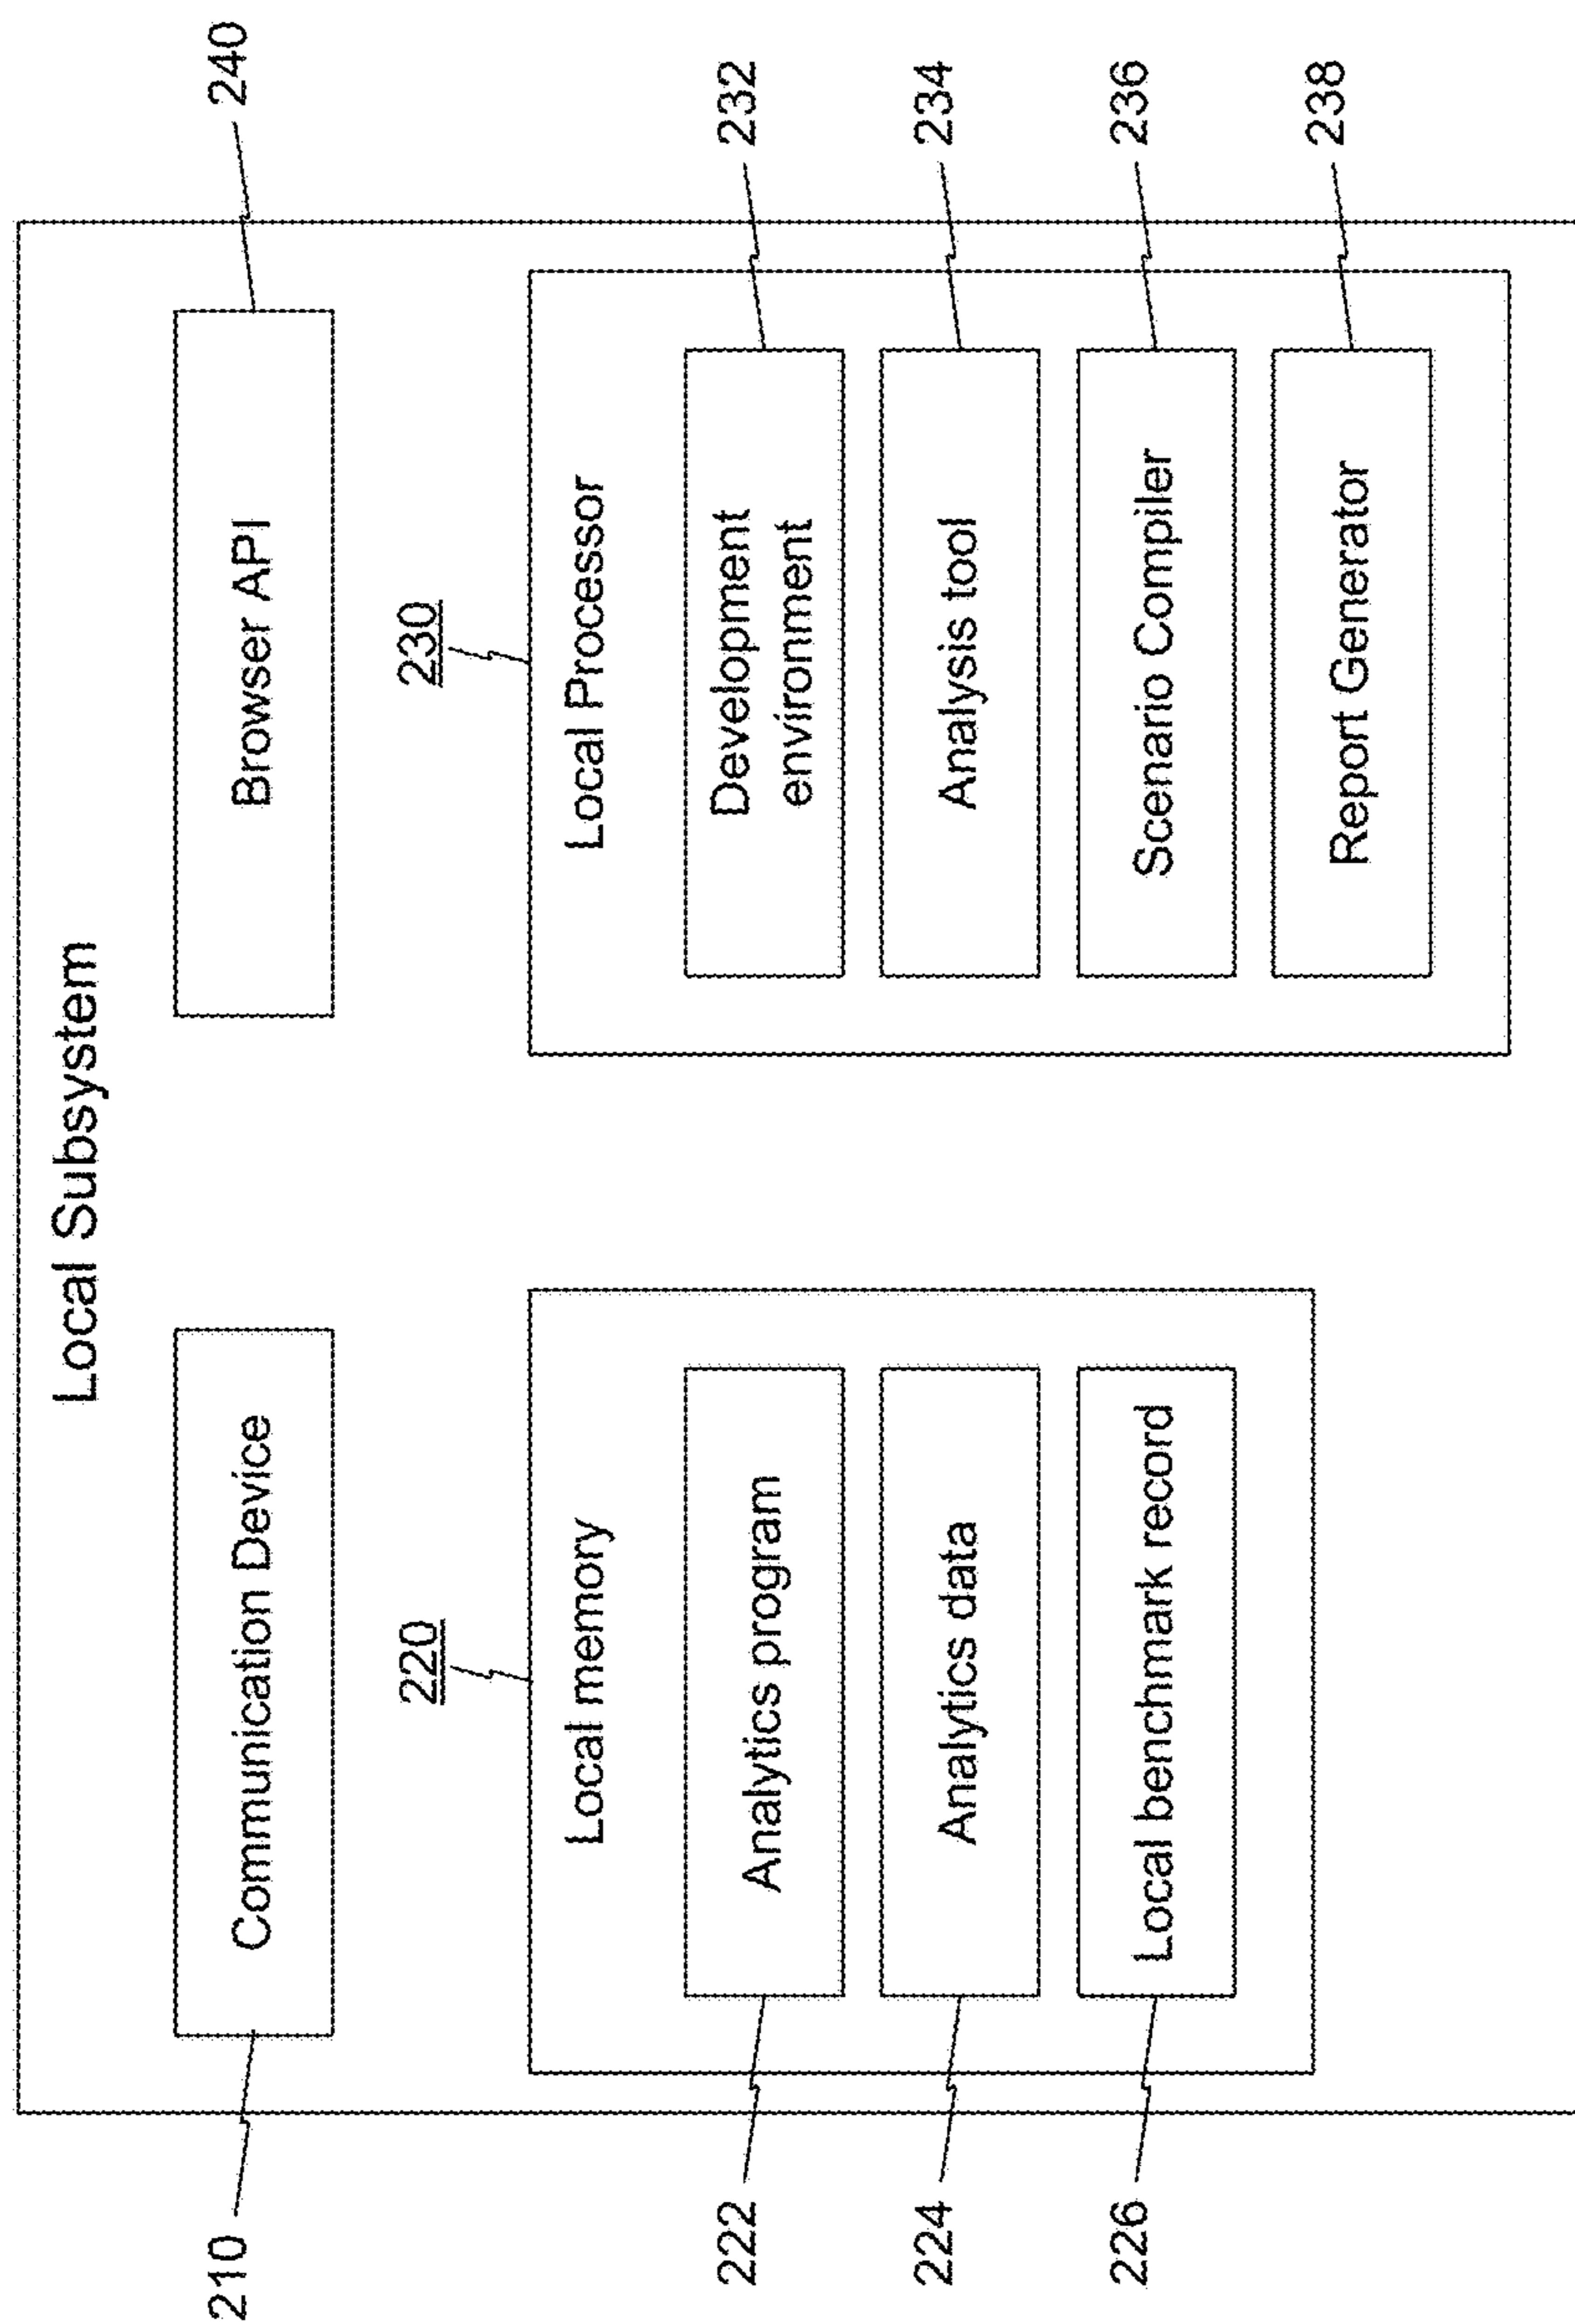 Local Subsystem
210
Communication Device
Browser API
240
220
Local memory
222
Analytics program
224
Analytics data
226
Local benchmark record
230
Local Processor
Development
environment
232
Analysis tool
234
Scenario Compiler
236
Report Generator
238